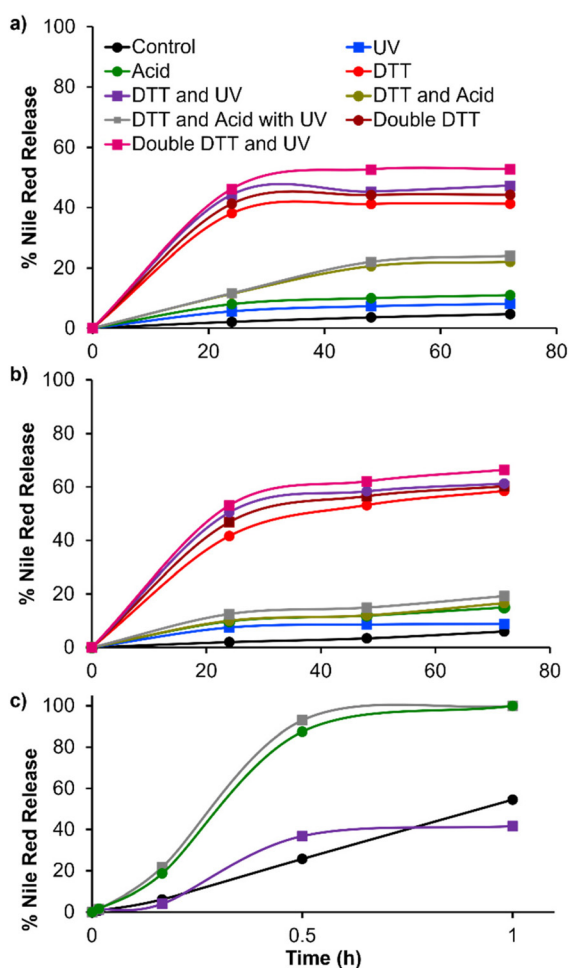 a)
100
Control
UV
Acid
DTT
80
DTT and UV
DTT and Acid
DTT and Acid with UV
Double DTT
60
Double DTT and UV
40
20
0
% Nile Red Release
0 20 40 60 80
b)
100
80
60
40
20
0
% Nile Red Release
0 20 40 60 80
c)
100
80
60
40
20
0
% Nile Red Release
0 0.5 1
Time (h)